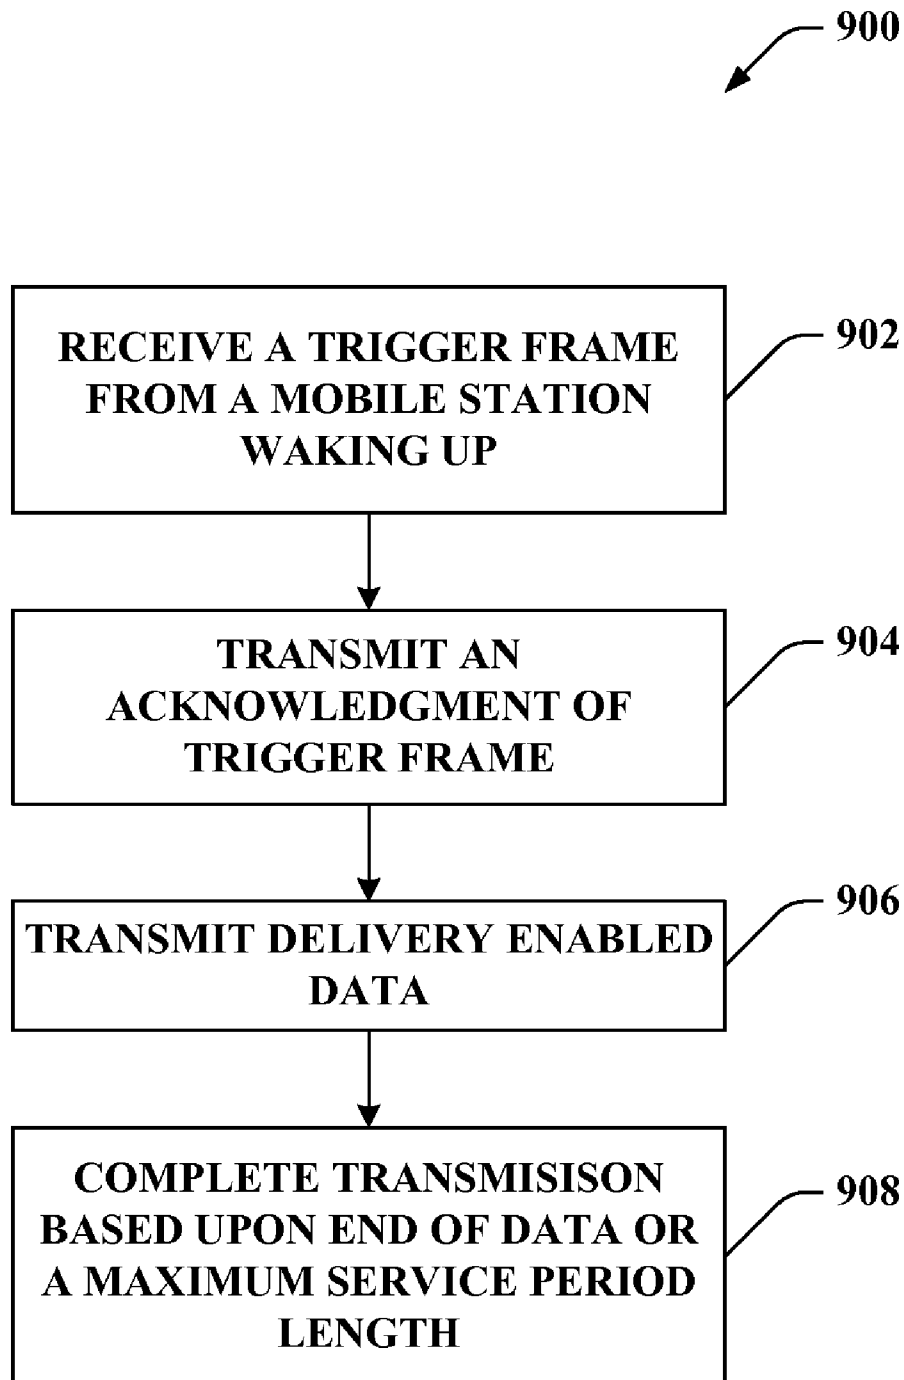 900
RECEIVE A TRIGGER FRAME
FROM A MOBILE STATION
WAKING UP
902
TRANSMIT AN
ACKNOWLEDGMENT OF
TRIGGER FRAME
904
TRANSMIT DELIVERY ENABLED
DATA
906
COMPLETE TRANSMISISON
BASED UPON END OF DATA OR
A MAXIMUM SERVICE PERIOD
LENGTH
908